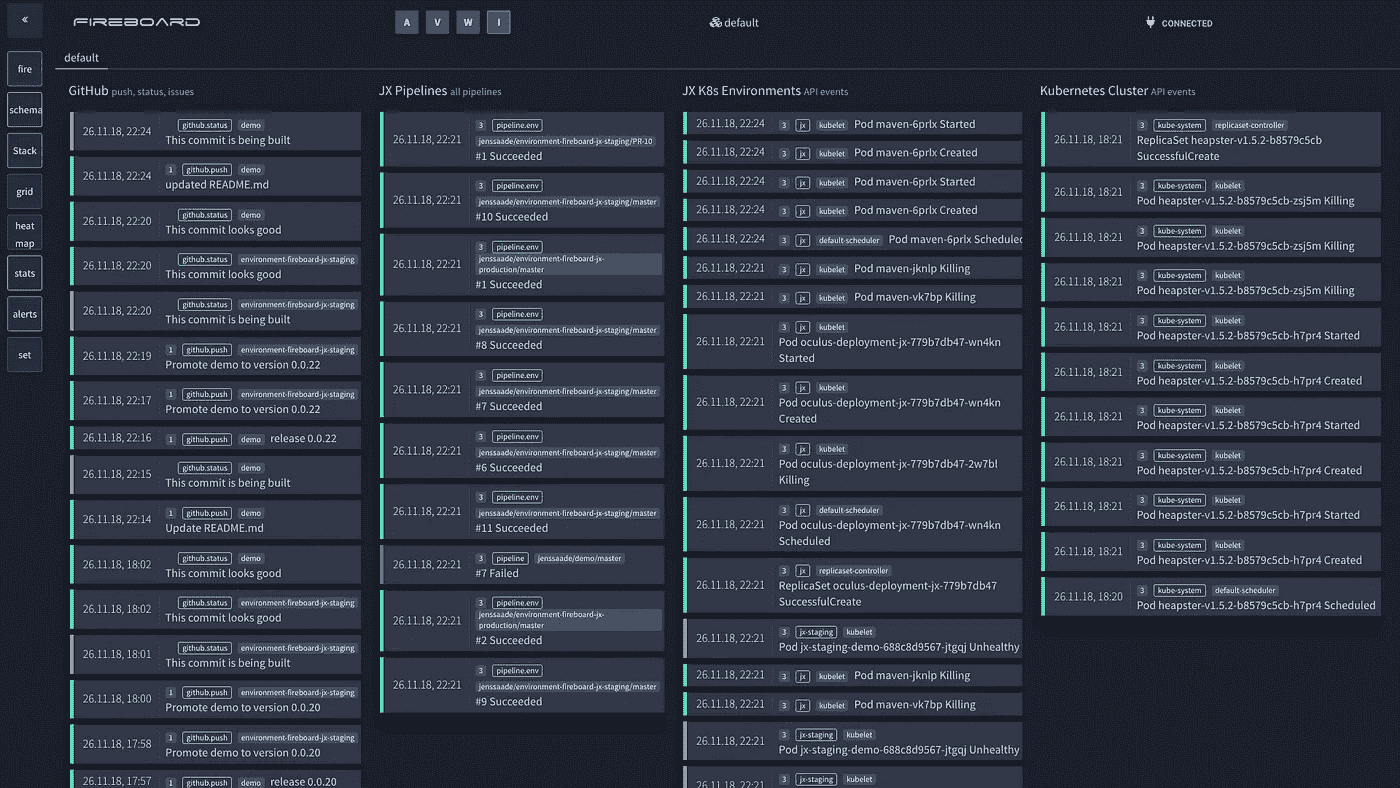 «
FIREBOARD
A V W I
default
CONNECTED
fire
schema
Stack
grid
heat
map
stats
alerts
set
default
GitHub push, status, issues
26.11.18, 22:24 github.status demo
This commit is being built
26.11.18, 22:24 1 github.push demo
updated README.md
26.11.18, 22:20 github.status demo
This commit looks good
26.11.18, 22:20 github.status environment-fireboard-jx-staging
This commit looks good
26.11.18, 22:20 github.status environment-fireboard-jx-staging
This commit is being built
26.11.18, 22:19 1 github.push environment-fireboard-jx-staging
Promote demo to version 0.0.22
26.11.18, 22:17 1 github.push environment-fireboard-jx-staging
Promote demo to version 0.0.22
26.11.18, 22:16 1 github.push demo release 0.0.22
26.11.18, 22:15 github.status demo
This commit is being built
26.11.18, 22:14 1 github.push demo
Update README.md
26.11.18, 18:02 github.status demo
This commit looks good
26.11.18, 18:02 github.status environment-fireboard-jx-staging
This commit looks good
26.11.18, 18:01 github.status environment-fireboard-jx-staging
This commit is being built
26.11.18, 18:00 1 github.push environment-fireboard-jx-staging
Promote demo to version 0.0.20
26.11.18, 17:58 1 github.push environment-fireboard-jx-staging
Promote demo to version 0.0.20
26.11.18, 17:57 1 github.push demo release 0.0.20
JX Pipelines all pipelines
26.11.18, 22:21 3 pipeline.env
jenssaade/environment-fireboard-jx-staging/PR-10
#1 Succeeded
26.11.18, 22:21 3 pipeline.env
jenssaade/environment-fireboard-jx-staging/master
#10 Succeeded
26.11.18, 22:21 3 pipeline.env
jenssaade/environment-fireboard-jx-
production/master
#1 Succeeded
26.11.18, 22:21 3 pipeline.env
jenssaade/environment-fireboard-jx-staging/master
#8 Succeeded
26.11.18, 22:21 3 pipeline.env
jenssaade/environment-fireboard-jx-staging/master
#7 Succeeded
26.11.18, 22:21 3 pipeline.env
jenssaade/environment-fireboard-jx-staging/master
#6 Succeeded
26.11.18, 22:21 3 pipeline.env
jenssaade/environment-fireboard-jx-staging/master
#11 Succeeded
26.11.18, 22:21 3 pipeline jenssaade/demo/master
#7 Failed
26.11.18, 22:21 3 pipeline.env
jenssaade/environment-fireboard-jx-
production/master
#2 Succeeded
26.11.18, 22:21 3 pipeline.env
jenssaade/environment-fireboard-jx-staging/master
#9 Succeeded
JX K8s Environments API events
26.11.18, 22:24 3 jx kubelet Pod maven-6prlx Started
26.11.18, 22:24 3 jx kubelet Pod maven-6prlx Created
26.11.18, 22:24 3 jx kubelet Pod maven-6prlx Started
26.11.18, 22:24 3 jx kubelet Pod maven-6prlx Created
26.11.18, 22:24 3 jx default-scheduler Pod maven-6prlx Scheduled
26.11.18, 22:21 3 jx kubelet Pod maven-jknlp Killing
26.11.18, 22:21 3 jx kubelet Pod maven-vk7bp Killing
26.11.18, 22:21 3 jx kubelet
Pod oculus-deployment-jx-779b7db47-wn4kn
Started
26.11.18, 22:21 3 jx kubelet
Pod oculus-deployment-jx-779b7db47-wn4kn
Created
26.11.18, 22:21 3 jx kubelet
Pod oculus-deployment-jx-779b7db47-2w7bl
Killing
26.11.18, 22:21 3 jx default-scheduler
Pod oculus-deployment-jx-779b7db47-wn4kn
Scheduled
26.11.18, 22:21 3 jx replicaset-controller
ReplicaSet oculus-deployment-jx-779b7db47
SuccessfulCreate
26.11.18, 22:21 3 jx-staging kubelet
Pod jx-staging-demo-688c8d9567-jtgqj Unhealthy
26.11.18, 22:21 3 jx kubelet Pod maven-jknlp Killing
26.11.18, 22:21 3 jx kubelet Pod maven-vk7bp Killing
26.11.18, 22:21 3 jx-staging kubelet
Pod jx-staging-demo-688c8d9567-jtgqj Unhealthy
26.11.18, 22:21 3 jx-staging kubelet
Kubernetes Cluster API events
26.11.18, 18:21 3 kube-system replicaset-controller
ReplicaSet heapster-v1.5.2-b8579c5cb
SuccessfulCreate
26.11.18, 18:21 3 kube-system kubelet
Pod heapster-v1.5.2-b8579c5cb-zsj5m Killing
26.11.18, 18:21 3 kube-system kubelet
Pod heapster-v1.5.2-b8579c5cb-zsj5m Killing
26.11.18, 18:21 3 kube-system kubelet
Pod heapster-v1.5.2-b8579c5cb-zsj5m Killing
26.11.18, 18:21 3 kube-system kubelet
Pod heapster-v1.5.2-b8579c5cb-h7pr4 Started
26.11.18, 18:21 3 kube-system kubelet
Pod heapster-v1.5.2-b8579c5cb-h7pr4 Created
26.11.18, 18:21 3 kube-system kubelet
Pod heapster-v1.5.2-b8579c5cb-h7pr4 Started
26.11.18, 18:21 3 kube-system kubelet
Pod heapster-v1.5.2-b8579c5cb-h7pr4 Created
26.11.18, 18:21 3 kube-system kubelet
Pod heapster-v1.5.2-b8579c5cb-h7pr4 Started
26.11.18, 18:21 3 kube-system kubelet
Pod heapster-v1.5.2-b8579c5cb-h7pr4 Created
26.11.18, 18:20 3 kube-system default-scheduler
Pod heapster-v1.5.2-b8579c5cb-h7pr4 Scheduled